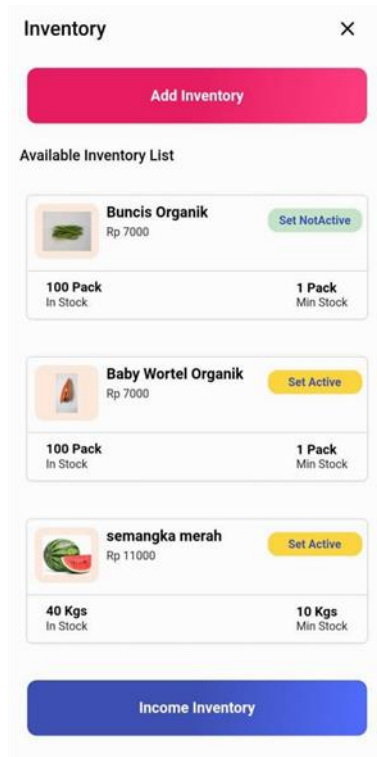 Inventory
Add Inventory
Available Inventory List
Buncis Organik
Set NotActive
Rp 7000
100 Pack
1 Pack
In Stock
Min Stock
Baby Wortel Organik
Set Active
Rp 7000
100 Pack
1 Pack
In Stock
Min Stock
semangka merah
Set Active
Rp 11000
40 Kgs
10 Kgs
In Stock
Min Stock
Income Inventory